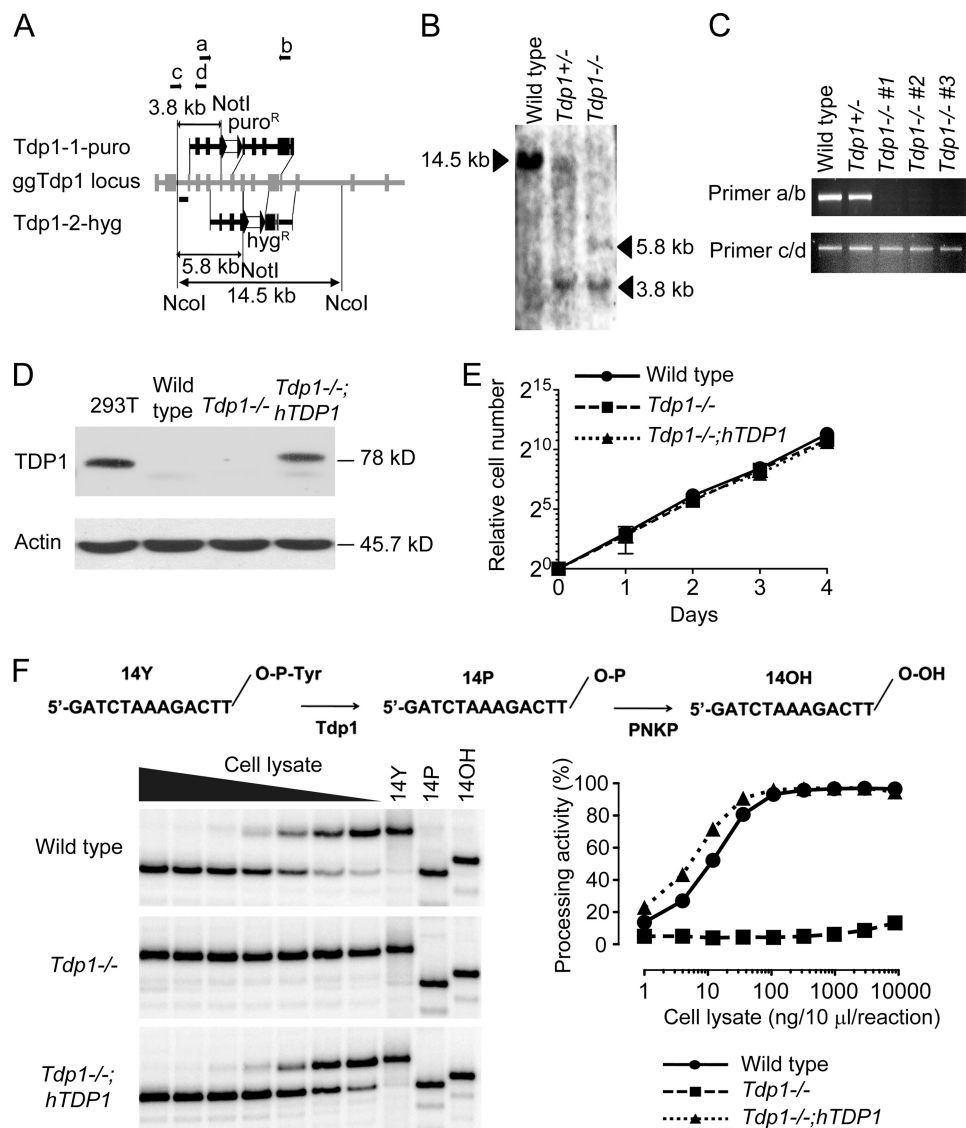 A
a
b
c
d
3.8 kb
NotI
puroR
Tdp1-1-puro
ggTdp1 locus
Tdp1-2-hyg
hygR
5.8 kb
NotI
14.5 kb
NcoI
NcoI
B
Wild type
Tdp1+/-
Tdp1-/-
14.5 kb
5.8 kb
3.8 kb
C
Wild type
Tdp1+/-
Tdp1-/- #1
Tdp1-/- #2
Tdp1-/- #3
Primer a/b
Primer c/d
D
293T
Wild type
Tdp1-/-
Tdp1-/-;
hTDP1
TDP1
78 kD
Actin
45.7 kD
E
Wild type
Tdp1-/-
Tdp1-/-;hTDP1
Relative cell number
2^15
2^10
2^5
2^0
0 1 2 3 4
Days
F
14Y
O-P-Tyr
5'-GATCTAAAGACTT
Tdp1
14P
O-P
5'-GATCTAAAGACTT
PNKP
14OH
O-OH
5'-GATCTAAAGACTT
Cell lysate
14Y
14P
14OH
Wild type
Tdp1-/-
Tdp1-/-;
hTDP1
Processing activity (%)
100
80
60
40
20
0
1 10 100 1000 10000
Cell lysate (ng/10 µl/reaction)
Wild type
Tdp1-/-
Tdp1-/-;hTDP1